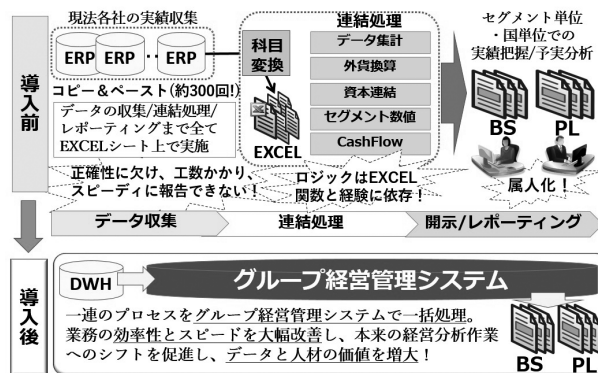 導入前
現法各社の実績収集
ERP
ERP
‥
ERP
コピー＆ペースト(約300回!)
データの収集/連結処理/
レポーティングまで全て
EXCELシート上で実施
正確性に欠け、工数かかり、
スピーディに報告できない！
連結処理
科目
変換
EXCEL
データ集計
外貨換算
資本連結
セグメント数値
CashFlow
ロジックはEXCEL
関数と経験に依存！
セグメント単位
・国単位での
実績把握/予実分析
BS
PL
属人化！
データ収集
連結処理
開示/レポーティング
導入後
DWH
グループ経営管理システム
一連のプロセスをグループ経営管理システムで一括処理。
業務の効率性とスピードを大幅改善し、本来の経営分析作業
へのシフトを促進し、データと人材の価値を増大！
BS
PL